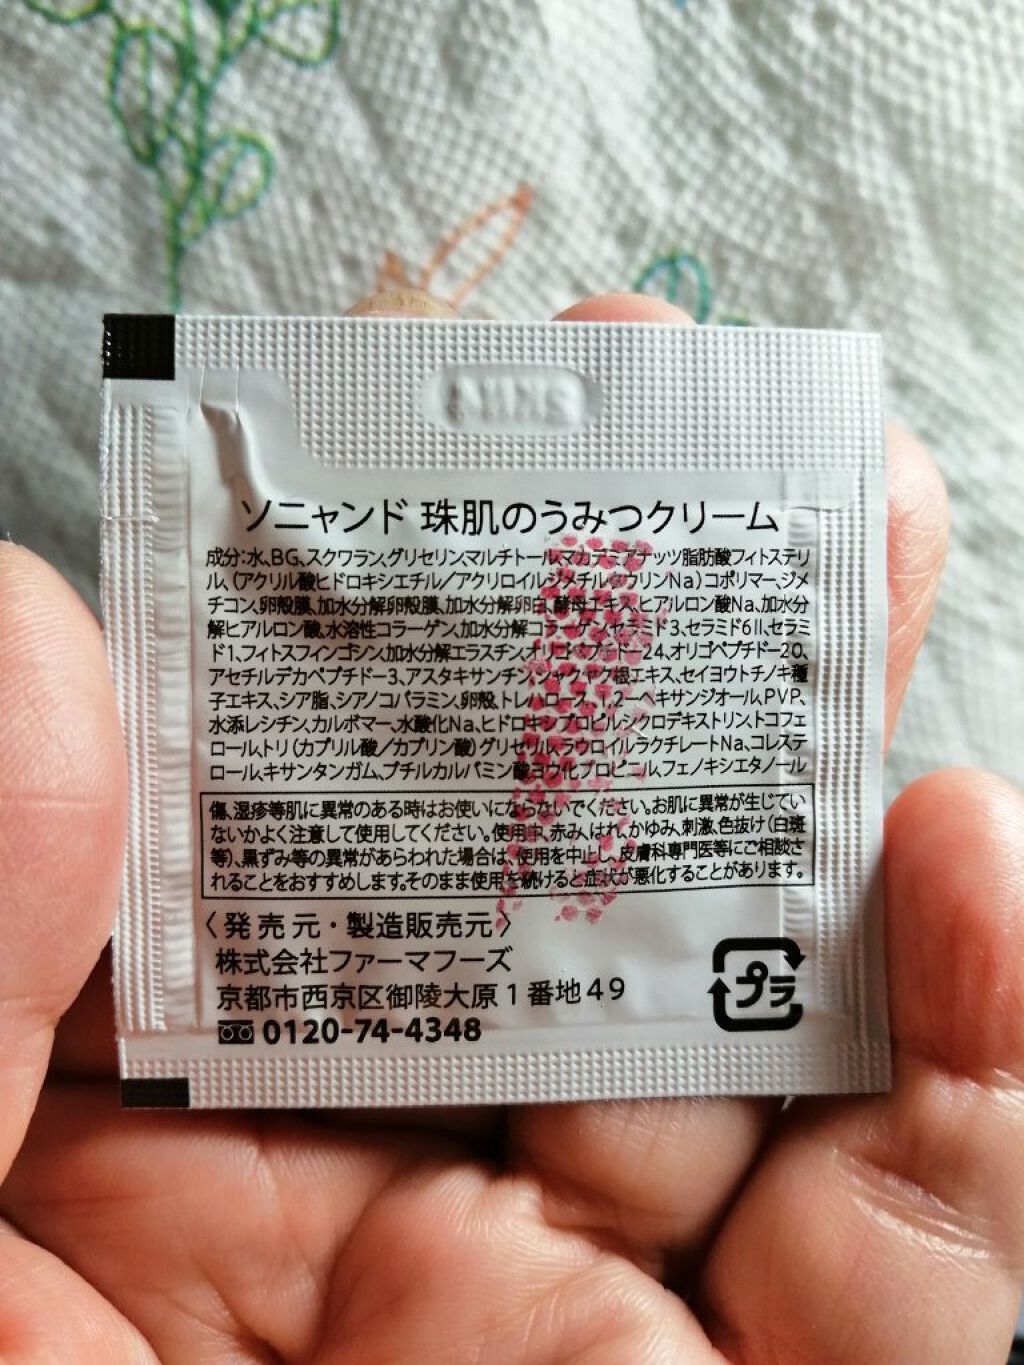 ソニャンド 珠肌のうみつクリーム
成分:水、BG、スクワラン、グリセリン、マルチトール、マカデミアナッツ脂肪酸フィトステリ
ル、(アクリル酸ヒドロキシエチル/アクリロイルジメチルタウリンNa)コポリマー、ジメ
チコン、卵殻膜、加水分解卵殻膜、加水分解卵白、酵母エキス、ヒアルロン酸Na、加水分
解ヒアルロン酸、水溶性コラーゲン、加水分解コラーゲン、セラミド3、セラミド6Ⅱ、セラミ
ド1、フィトスフィンゴシン、加水分解エラスチン、オリゴペプチドー24、オリゴペプチドー20、
アセチルデカペプチドー3、アスタキサンチン、シャクヤク根エキス、セイヨウトチノキ種
子エキス、シア脂、シアノコバラミン、卵殻、トレハロース、1,2ーヘキサンジオール、PVP、
水添レシチン、カルボマー、水酸化Na、ヒドロキシプロピルシクロデキストリン、トコフェ
ロール、トリ(カプリル酸/カプリン酸)グリセリル、ラウロイルラクチレートNa、コレステ
ロール、キサンタンガム、ブチルカルバミン酸ヨウ化プロピニル、フェノキシエタノール
傷、湿疹等肌に異常のある時はお使いにならないでください。お肌に異常が生じてい
ないかよく注意して使用してください。使用中、赤み、はれ、かゆみ、刺激、色抜け(白斑
等)、黒ずみ等の異常があらわれた場合は、使用を中止し、皮膚科専門医等にご相談さ
れることをおすすめします。そのまま使用を続けると症状が悪化することがあります。
〈発売元・製造販売元〉
株式会社ファーマフーズ
京都市西京区御陵大原1番地49
0120-74-4348
プラ